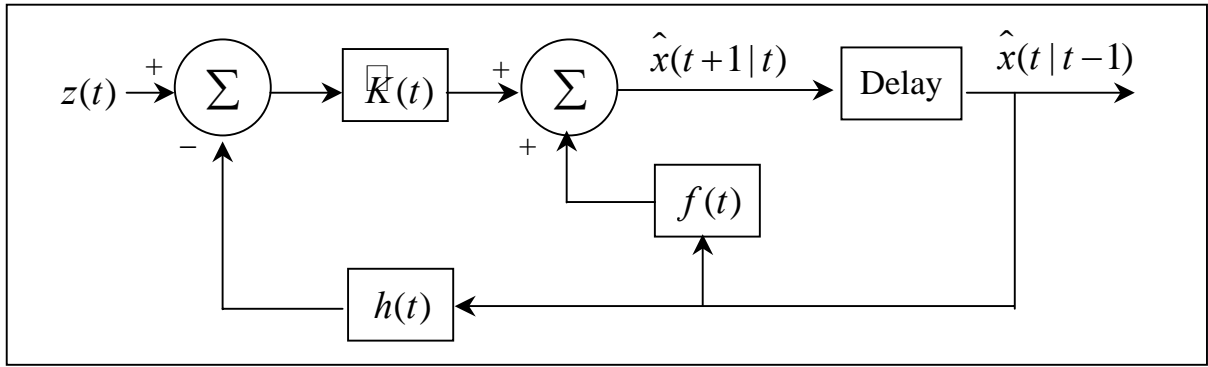 z(t) + Σ K̆(t) + Σ x̂(t+1|t) Delay x̂(t|t−1)
− +
f(t)
h(t)